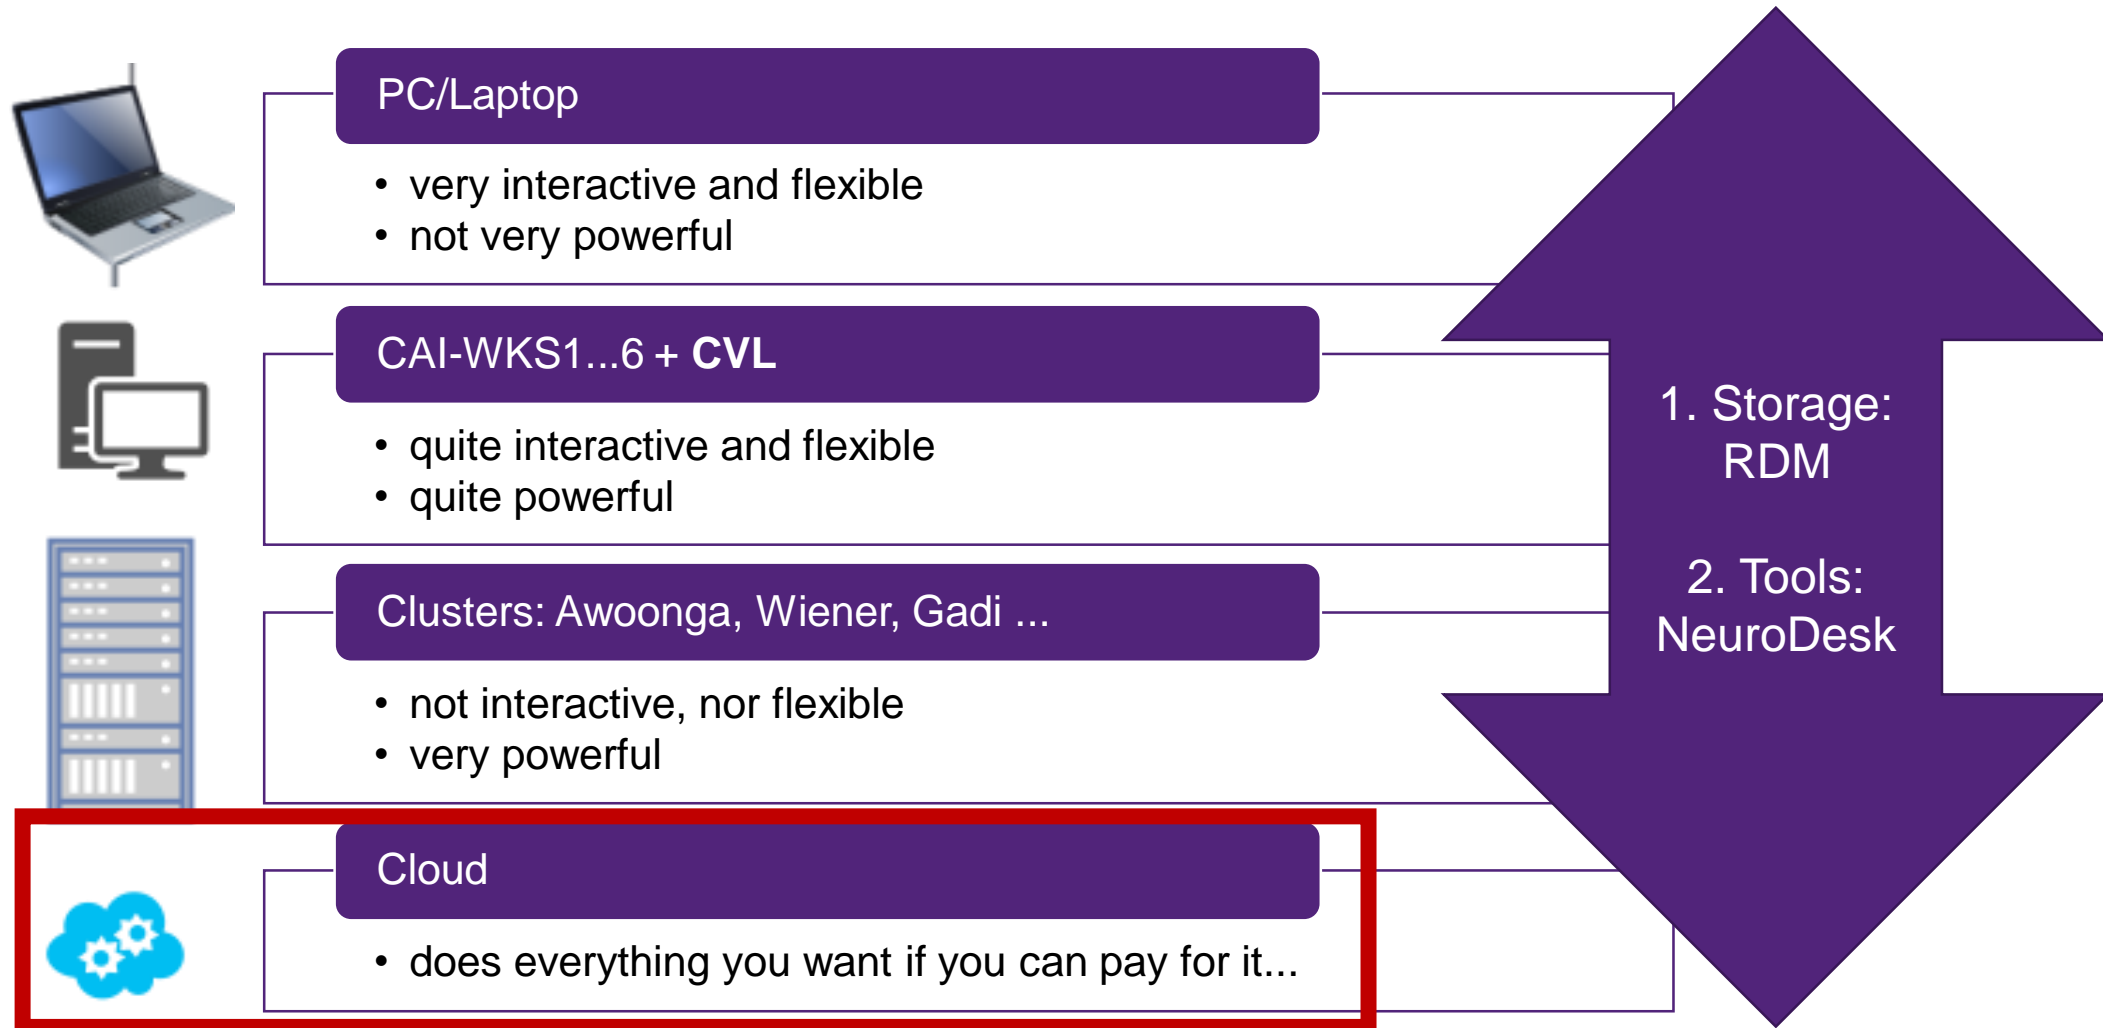 PC/Laptop
• very interactive and flexible
• not very powerful
CAI-WKS1...6 + CVL
• quite interactive and flexible
• quite powerful
Clusters: Awoonga, Wiener, Gadi ...
• not interactive, nor flexible
• very powerful
Cloud
• does everything you want if you can pay for it...
1. Storage:
RDM
2. Tools:
NeuroDesk